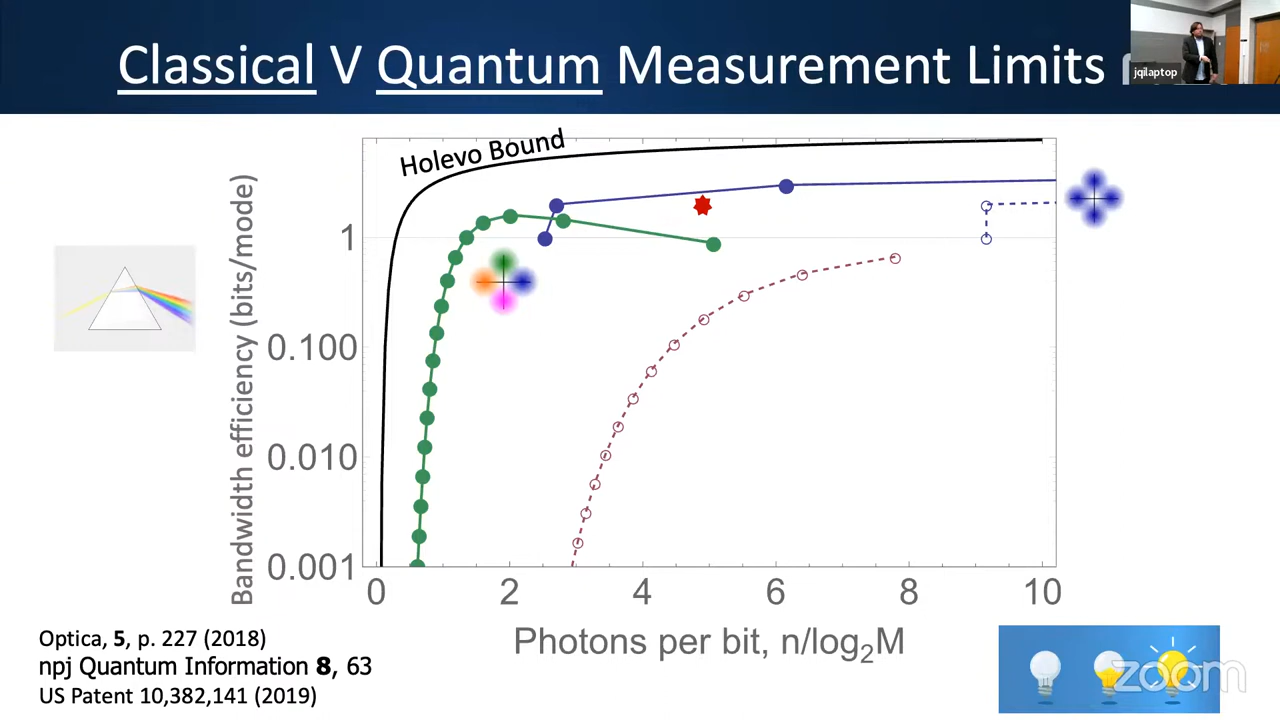 Classical V Quantum Measurement Limits
jqilaptop
Holevo Bound
Bandwidth efficiency (bits/mode)
1
0.100
0.010
0.001
0 2 4 6 8 10
Photons per bit, n/log₂M
Optica, 5, p. 227 (2018)
npj Quantum Information 8, 63
US Patent 10,382,141 (2019)
zoom